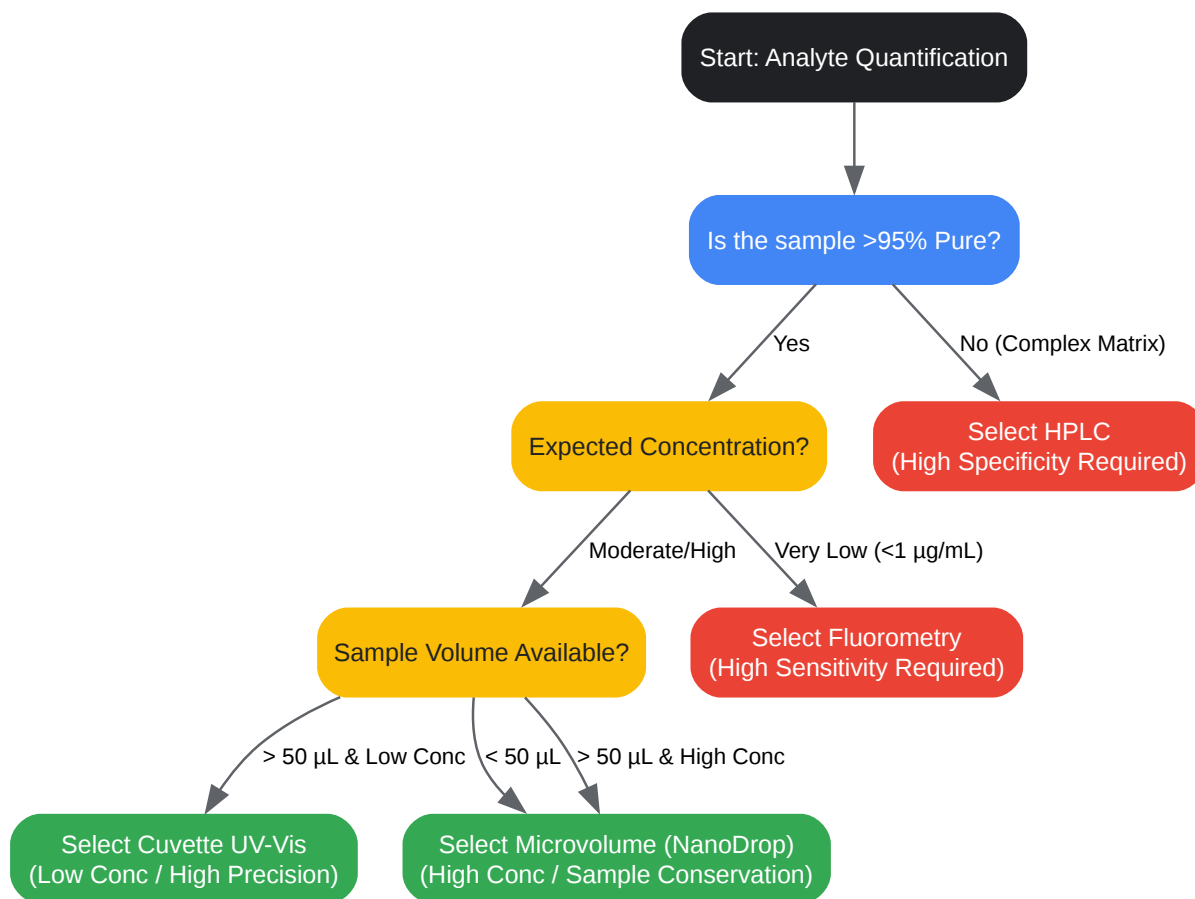 Start: Analyte Quantification
Is the sample >95% Pure?
Yes
No (Complex Matrix)
Expected Concentration?
Select HPLC
(High Specificity Required)
Moderate/High
Very Low (<1 µg/mL)
Sample Volume Available?
Select Fluorometry
(High Sensitivity Required)
> 50 µL & Low Conc
< 50 µL
> 50 µL & High Conc
Select Cuvette UV-Vis
(Low Conc / High Precision)
Select Microvolume (NanoDrop)
(High Conc / Sample Conservation)